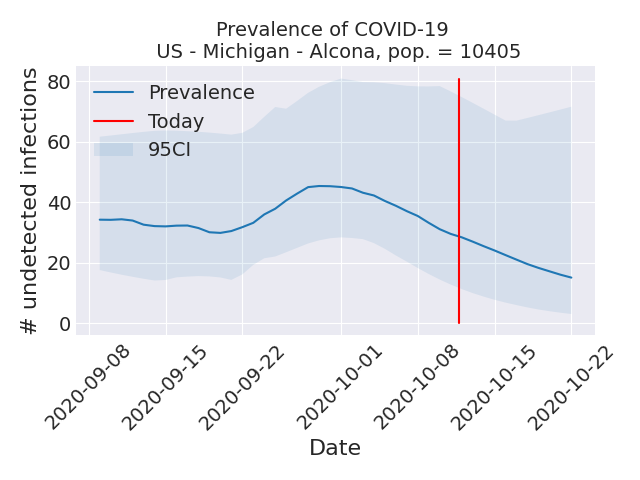 Prevalence of COVID-19
US - Michigan - Alcona, pop. = 10405
# undetected infections
80
60
40
20
0
Prevalence
Today
95CI
2020-09-08
2020-09-15
2020-09-22
2020-10-01
2020-10-08
2020-10-15
2020-10-22
Date